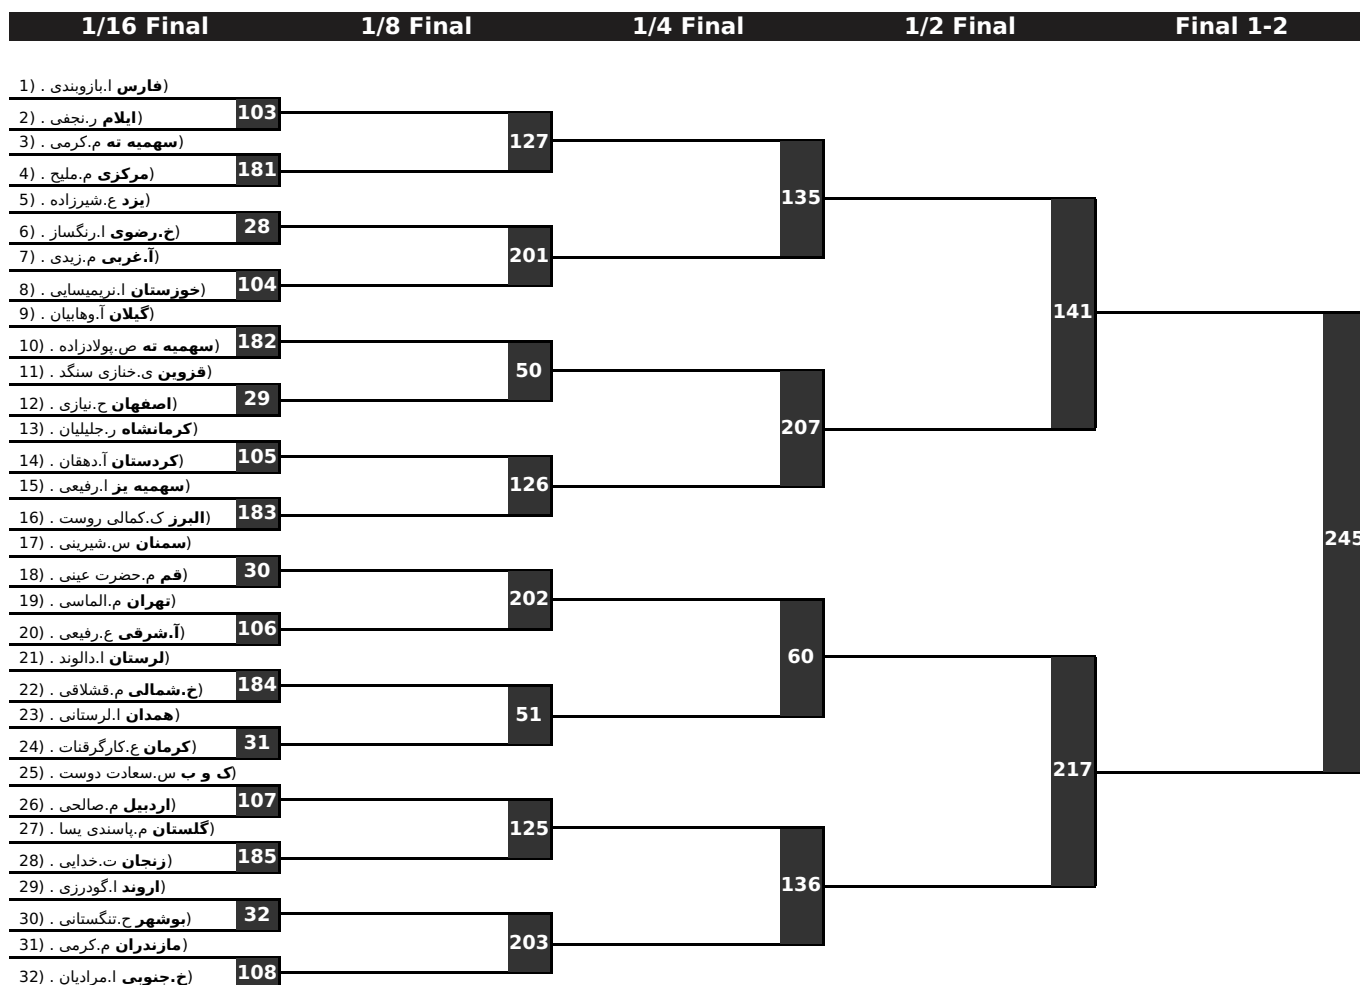 1/16 Final 1/8 Final 1/4 Final 1/2 Final Final 1-2
1) . ا.بازوبندی فارس)
103
2) . ر.نجفی ایلام)
127
3) . م.کرمی سهمیه ته)
181
4) . م.ملیح مرکزی)
135
5) . ع.شیرزاده یزد)
28
6) . ا.رنگساز خ.رضوی)
201
7) . م.زیدی آ.غربی)
104
8) . ا.نریمیسایی خوزستان)
141
9) . آ.وهابیان گیلان)
182
10) . ص.پولادزاده سهمیه ته)
50
11) . ی.خنازی سنگد قزوین)
29
12) . ح.نیازی اصفهان)
207
13) . ر.جلیلیان کرمانشاه)
105
14) . آ.دهقان کردستان)
126
15) . ا.رفیعی سهمیه یز)
183
16) . ک.کمالی روست البرز)
245
17) . س.شیرینی سمنان)
30
18) . م.حضرت عینی قم)
202
19) . م.الماسی تهران)
106
20) . ع.رفیعی آ.شرقی)
60
21) . ا.دالوند لرستان)
184
22) . م.قشلاقی خ.شمالی)
51
23) . ا.لرستانی همدان)
31
24) . ع.کارگرقنات کرمان)
217
25) . س.سعادت دوست ک و ب)
107
26) . م.صالحی اردبیل)
125
27) . م.پاسندی یسا گلستان)
185
28) . ت.خدایی زنجان)
136
29) . ا.گودرزی اروند)
32
30) . ح.تنگستانی بوشهر)
203
31) . م.کرمی مازندران)
108
32) . ا.مرادیان خ.جنوبی)